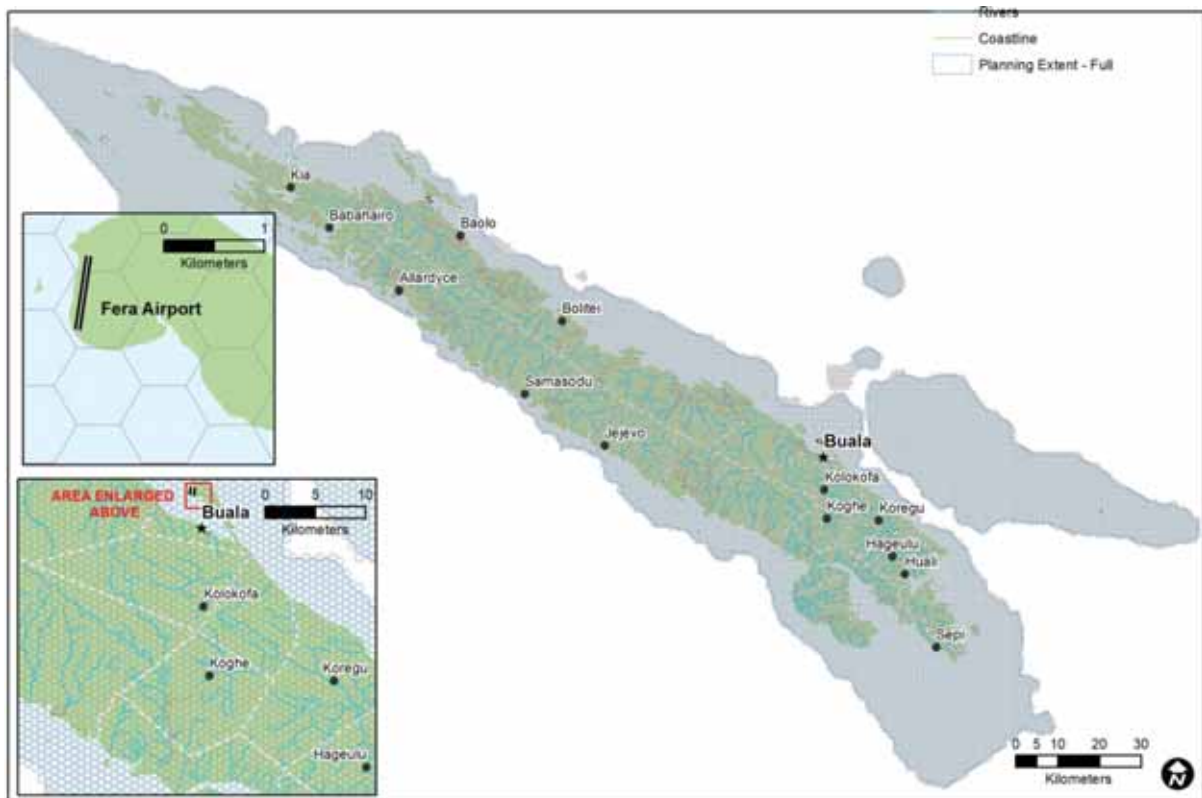 Rivers
Coastline
Planning Extent - Full
Kia
Babahairo
Baolo
Allardyce
Bolitei
Samasodu
Jejevo
Buala
Kolokofa
Koghe
Koregu
Hageulu
Huali
Sepi
0 1
Kilometers
Fera Airport
AREA ENLARGED
ABOVE
0 5 10
Kilometers
Buala
Kolokofa
Koghe
Koregu
Hageulu
0 5 10 20 30
Kilometers
N